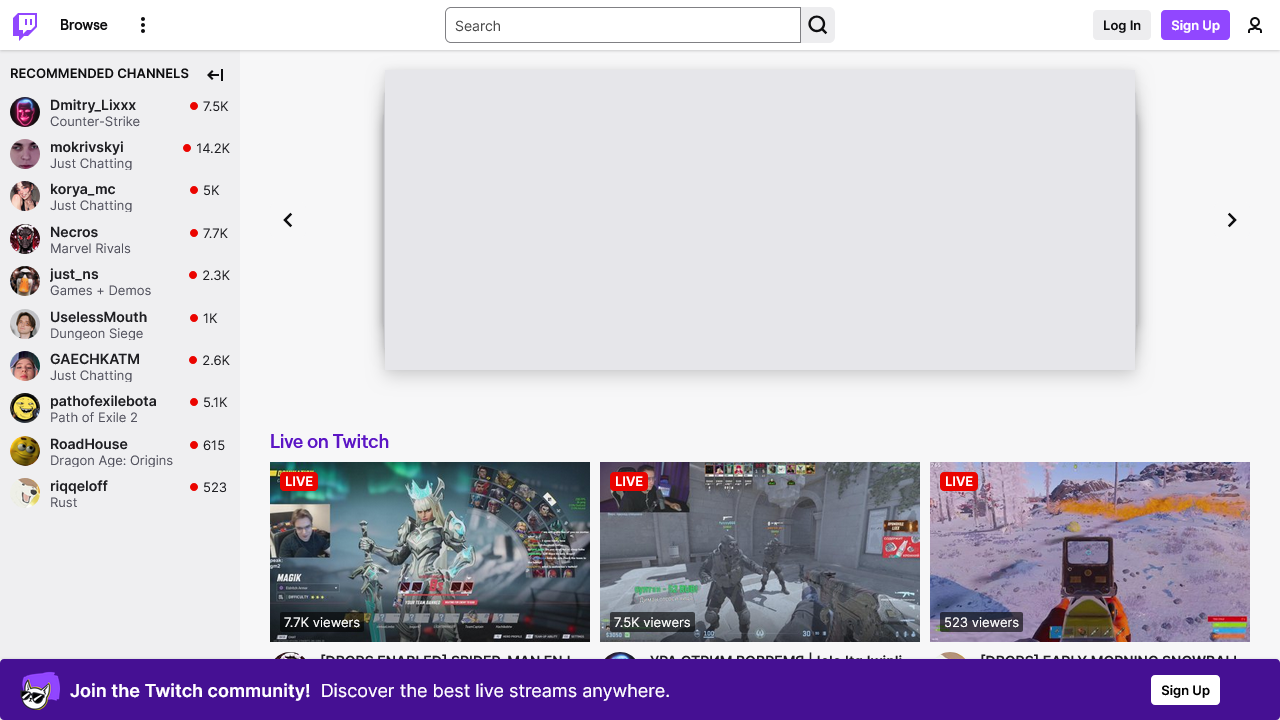 Browse
Search
Log In
Sign Up
RECOMMENDED CHANNELS
Dmitry_Lixxx
7.5K
Counter-Strike
mokrivskyi
14.2K
Just Chatting
korya_mc
5K
Just Chatting
Necros
7.7K
Marvel Rivals
just_ns
2.3K
Games + Demos
UselessMouth
1K
Dungeon Siege
GAECHKATM
2.6K
Just Chatting
pathofexilebota
5.1K
Path of Exile 2
RoadHouse
615
Dragon Age: Origins
riqqeloff
523
Rust
Live on Twitch
LIVE
MAGIK
DIFFICULTY
7.7K viewers
LIVE
7.5K viewers
LIVE
523 viewers
Join the Twitch community! Discover the best live streams anywhere.
Sign Up